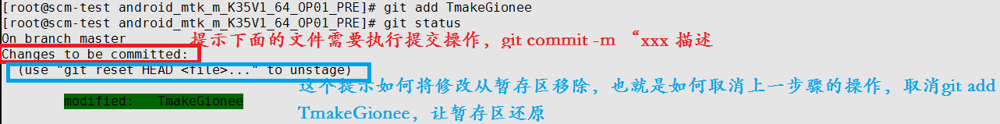 [root@scm-test android_mtk_m_K35V1_64_OP01_PRE]# git add TmakeGionee
[root@scm-test android_mtk_m_K35V1_64_OP01_PRE]# git status
On branch master
提示下面的文件需要执行提交操作，git commit -m “xxx 描述
Changes to be committed:
(use "git reset HEAD <file>..." to unstage)
这个提示如何将修改从暂存区移除，也就是如何取消上一步骤的操作，取消git add
modified: TmakeGionee
TmakeGionee，让暂存区还原